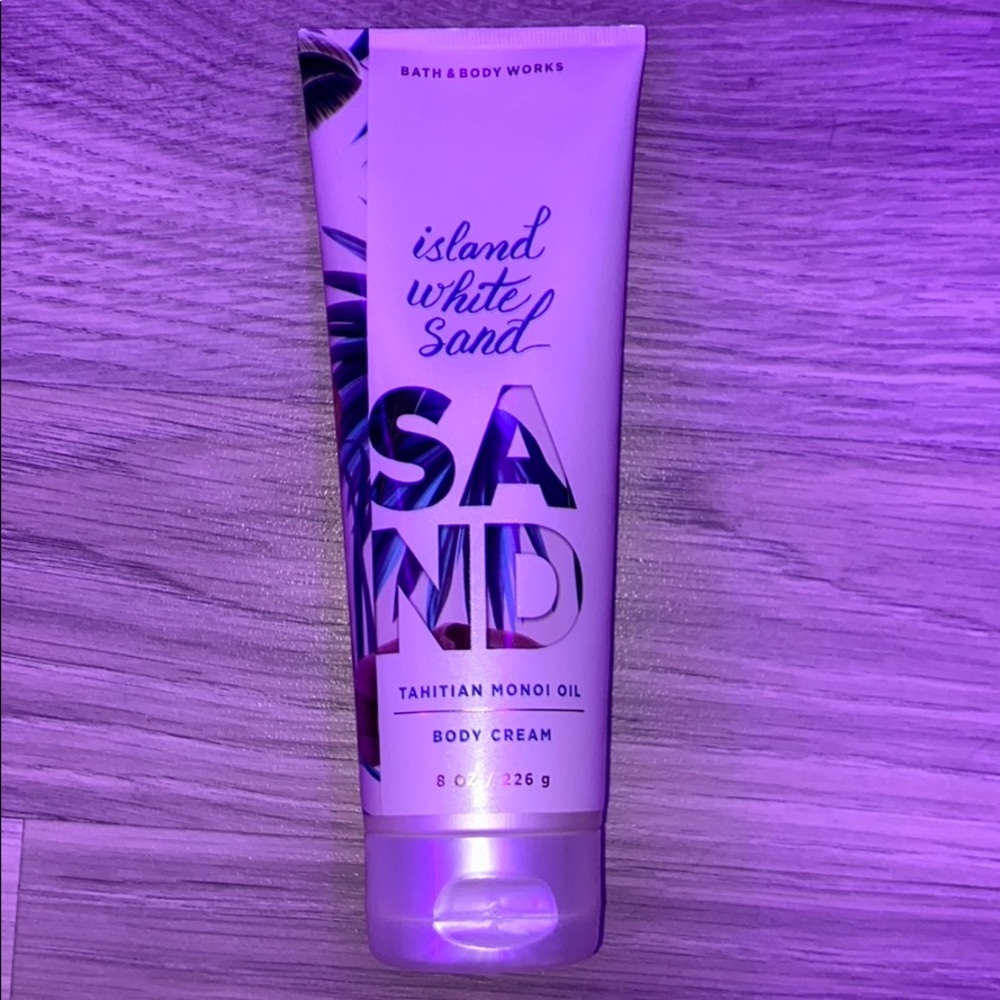 BATH & BODY WORKS
island
white
sand
SA
ND
TAHITIAN MONOI OIL
BODY CREAM
8 OZ / 226 g